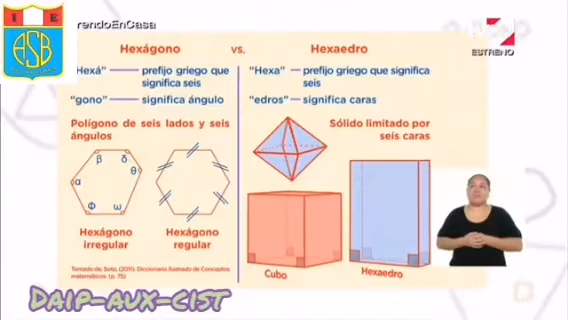 I E
ASB
rendoEnCasa
ESTRENO
Hexágono vs. Hexaedro
"Hexá" prefijo griego que
significa seis
"gono" significa ángulo
Polígono de seis lados y seis
ángulos
β δ
θ
α
Φ ω
Hexágono
irregular
Hexágono
regular
Tomado de: Soto, (2011). Diccionario Ilustrado de Conceptos
matemáticos. (p. 75)
"Hexa" prefijo griego que significa
seis
"edros" significa caras
Sólido limitado por
seis caras
Cubo
Hexaedro
DAIP-AUX-CIST